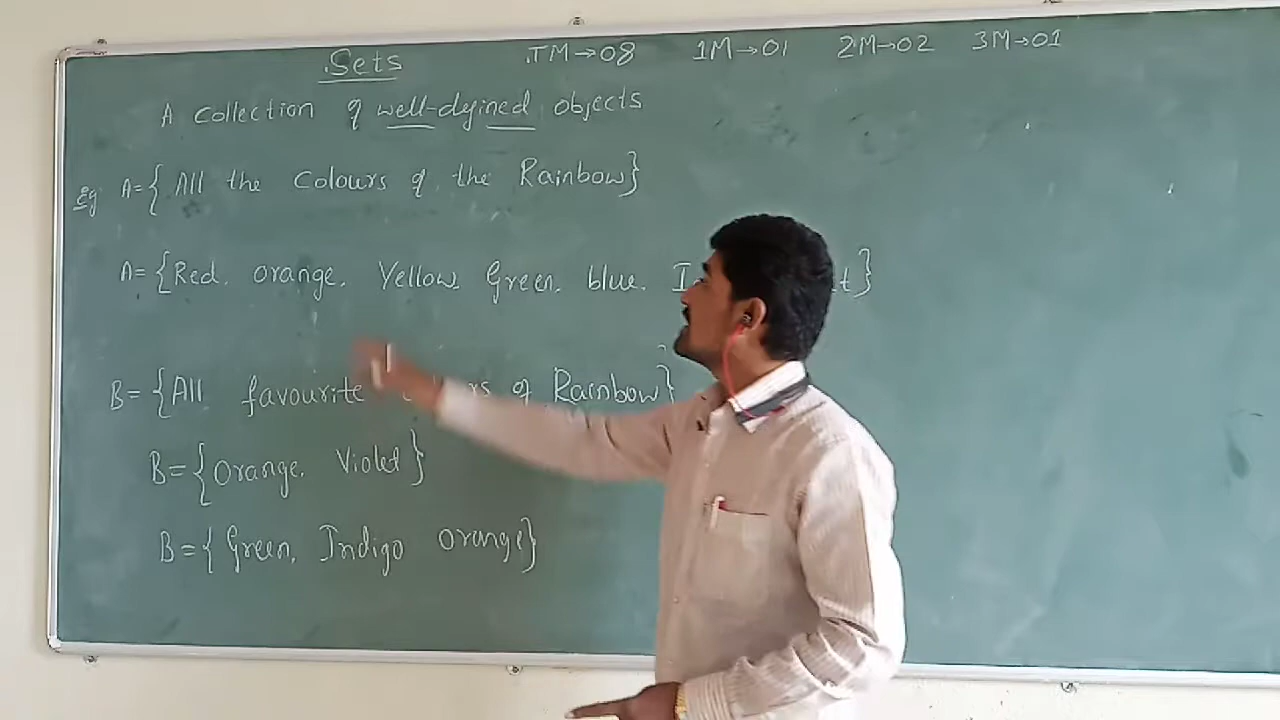 Sets TM→08 1M→01 2M→02 3M→01
A collection of well-defined objects
Eg A={All the Colours of the Rainbow}
A={Red. orange. Yellow Green. blue. I t}
B={All favourite rs of Rainbow}
B={Orange. Violet}
B={Green. Indigo orange}